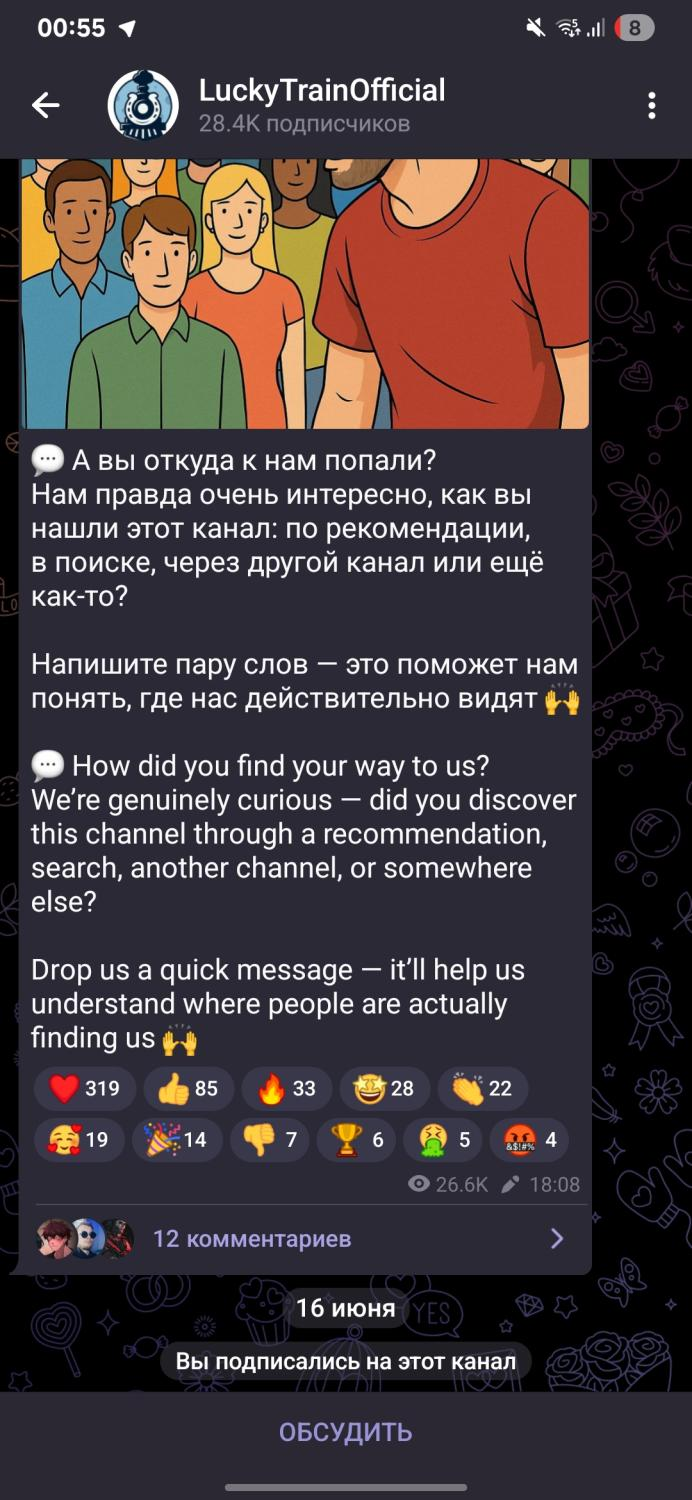 00:55
8
LuckyTrainOfficial
28.4K подписчиков
💬 А вы откуда к нам попали?
Нам правда очень интересно, как вы
нашли этот канал: по рекомендации,
в поиске, через другой канал или ещё
как-то?
Напишите пару слов — это поможет нам
понять, где нас действительно видят 🙌
💬 How did you find your way to us?
We’re genuinely curious — did you discover
this channel through a recommendation,
search, another channel, or somewhere
else?
Drop us a quick message — it’ll help us
understand where people are actually
finding us 🙌
❤️ 319 👍 85 🔥 33 🤩 28 👏 22
🥰 19 🎉 14 👎 7 🏆 6 🤮 5 🤬 4
26.6K 18:08
12 комментариев
16 июня
YES
Вы подписались на этот канал
ОБСУДИТЬ